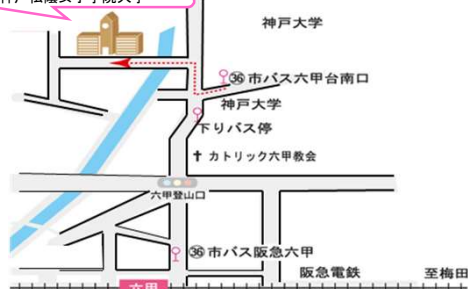 神戸大学
㊱市バス六甲台南口
神戸大学
下りバス停
カトリック六甲教会
六甲登山口
㊱市バス阪急六甲
阪急電鉄
至梅田
六甲